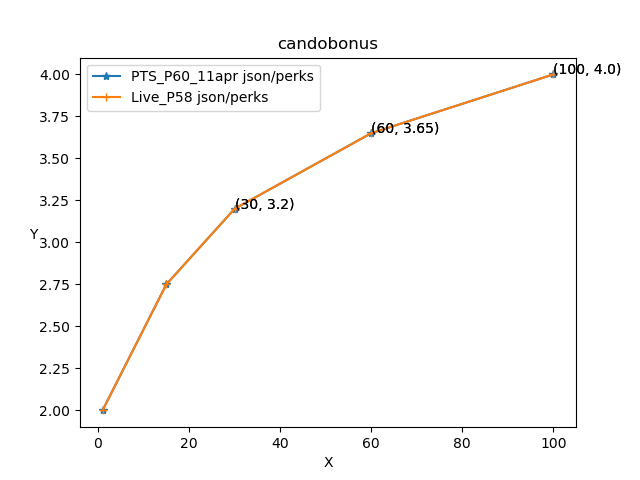 candobonus
PTS_P60_11apr json/perks
Live_P58 json/perks
(100, 4.0)
(60, 3.65)
(30, 3.2)
4.00
3.75
3.50
3.25
3.00
2.75
2.50
2.25
2.00
Y
0 20 40 60 80 100
X